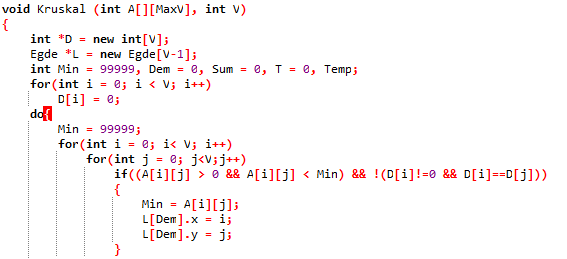 void Kruskal (int A[][MaxV], int V)
{
int *D = new int[V];
Egde *L = new Egde[V-1];
int Min = 99999, Dem = 0, Sum = 0, T = 0, Temp;
for(int i = 0; i < V; i++)
D[i] = 0;
do{
Min = 99999;
for(int i = 0; i< V; i++)
for(int j = 0; j<V;j++)
if((A[i][j] > 0 && A[i][j] < Min) && !(D[i]!=0 && D[i]==D[j]))
{
Min = A[i][j];
L[Dem].x = i;
L[Dem].y = j;
}